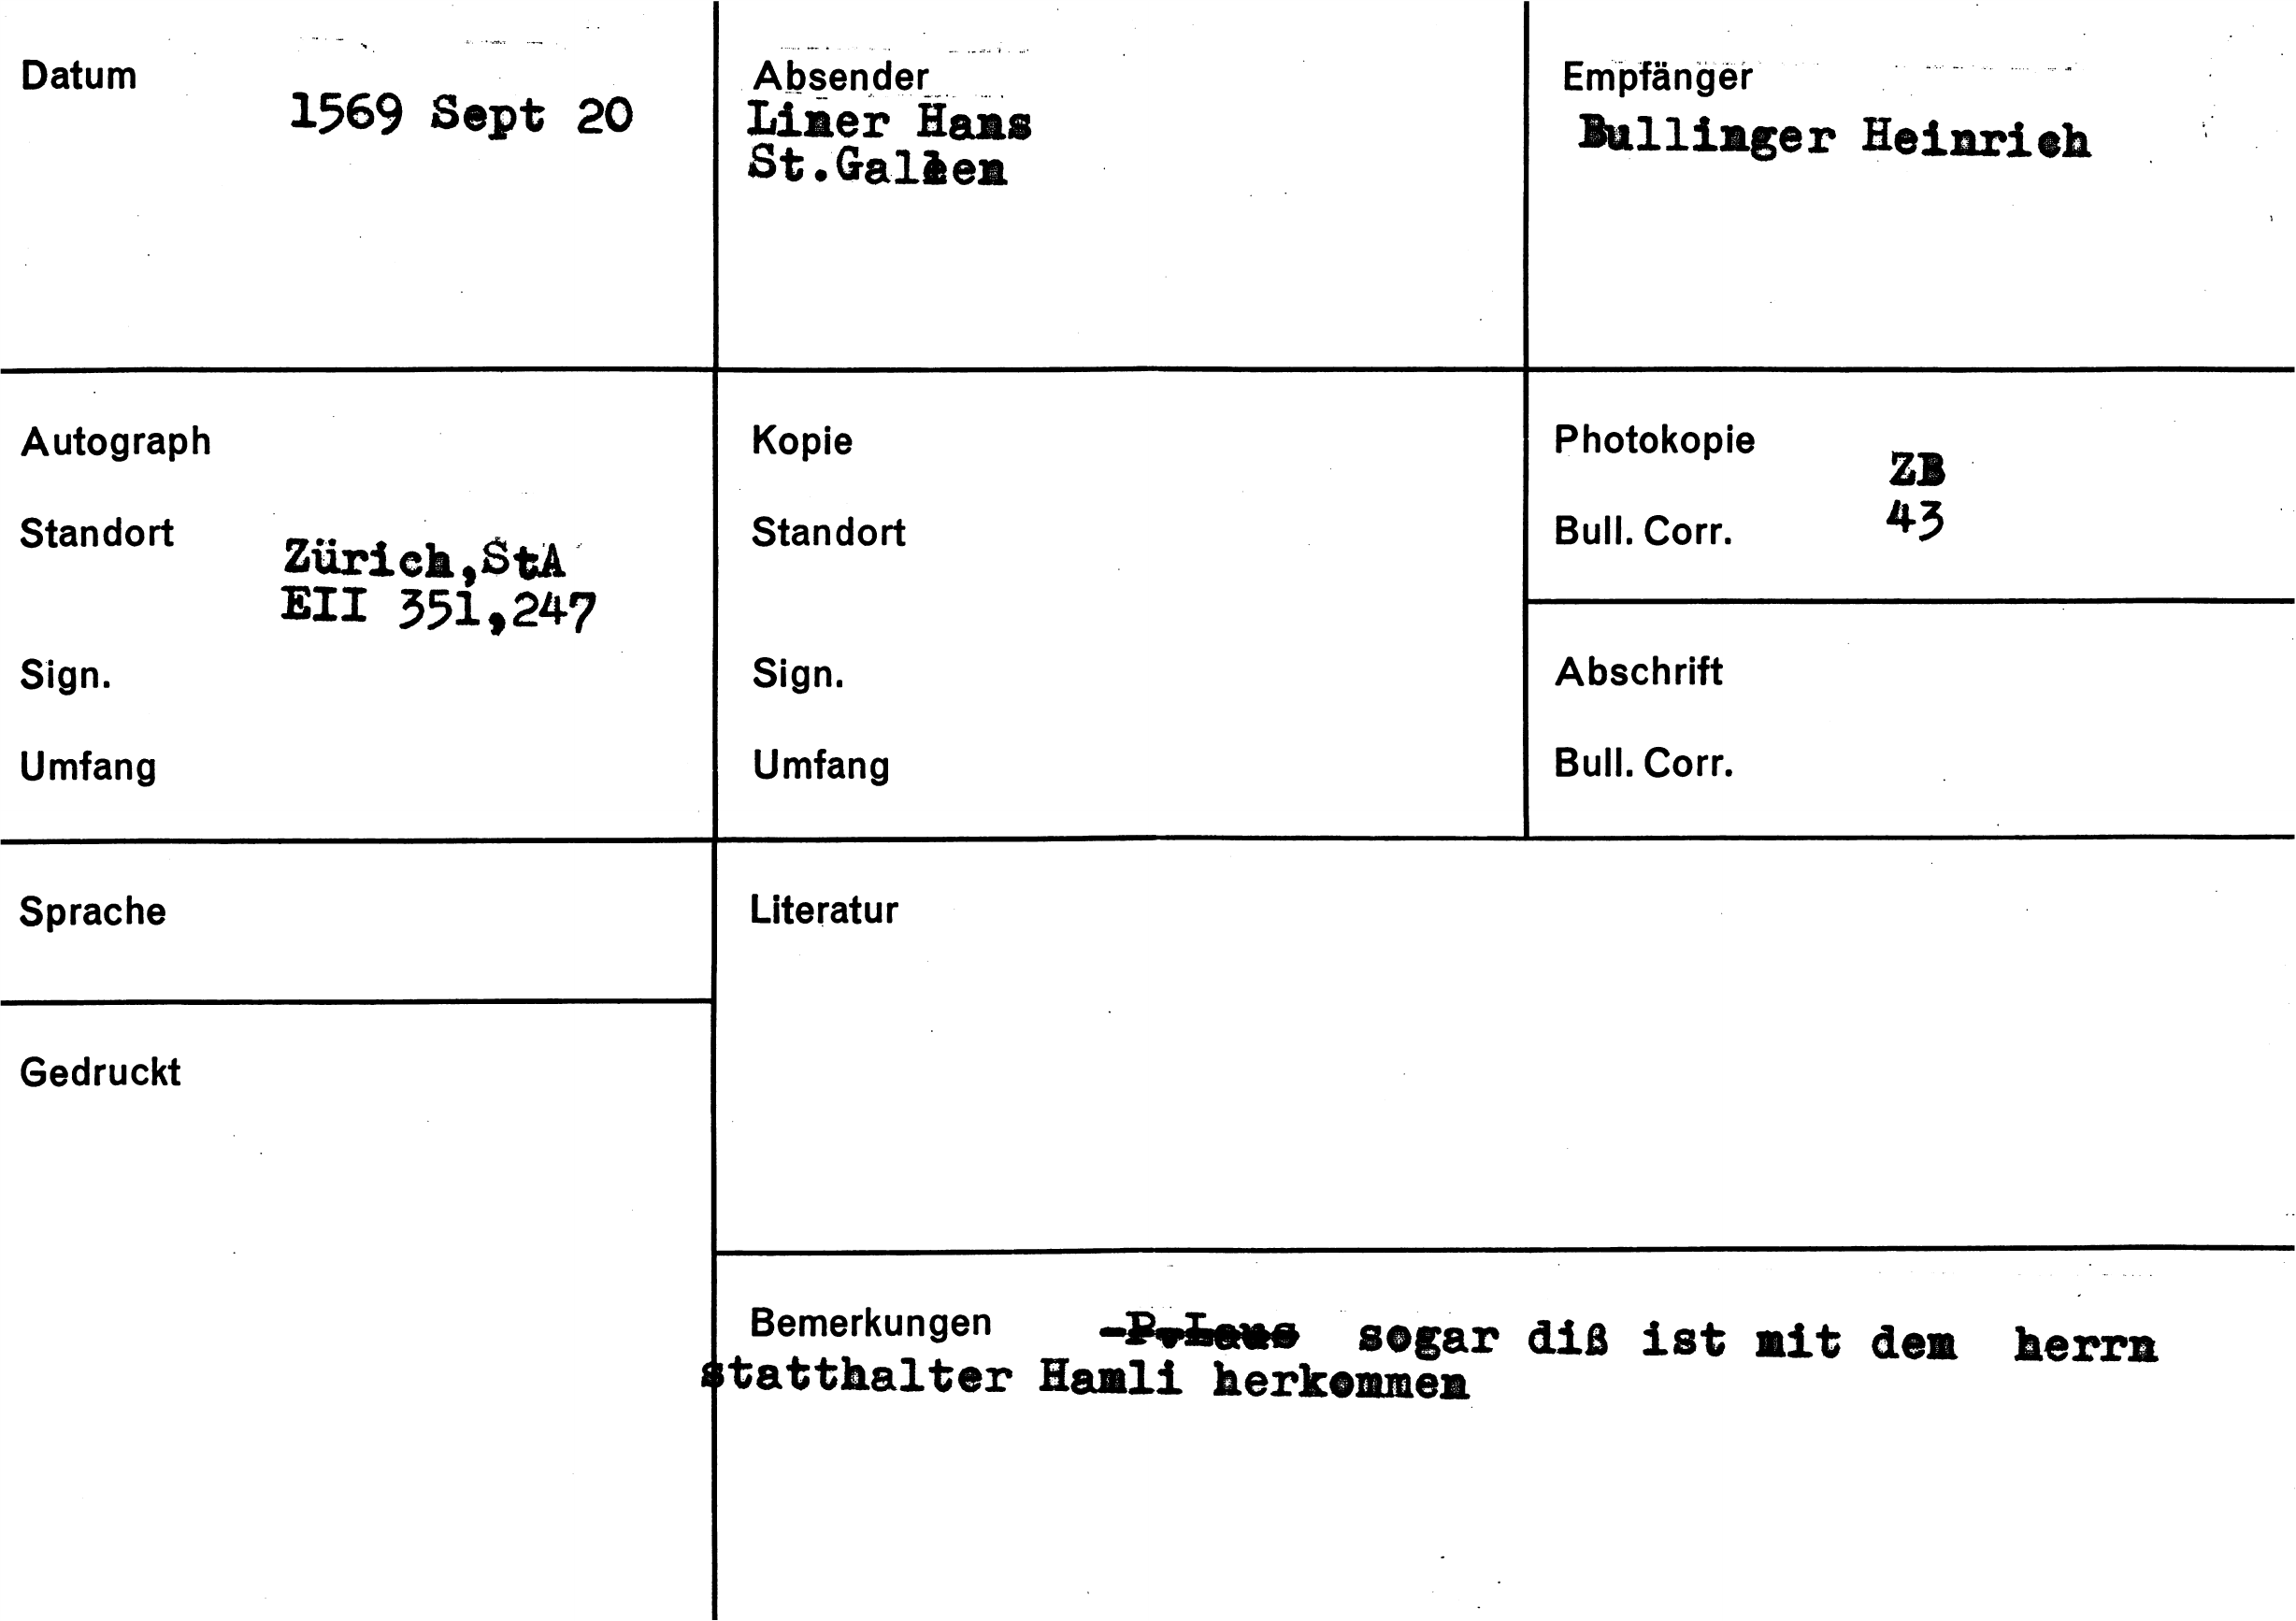 Datum
1569 Sept 20
Absender
Liner Hans
St.Gallen
Empfänger
Bullinger Heinrich
Autograph
Standort
Zürich,StA
EII 351,247
Sign.
Umfang
Kopie
Standort
Sign.
Umfang
Photokopie
ZB
Bull. Corr.
43
Abschrift
Bull. Corr.
Sprache
Literatur
Gedruckt
Bemerkungen sogar diß ist mit dem herrn
statthalter Hamli herkommen